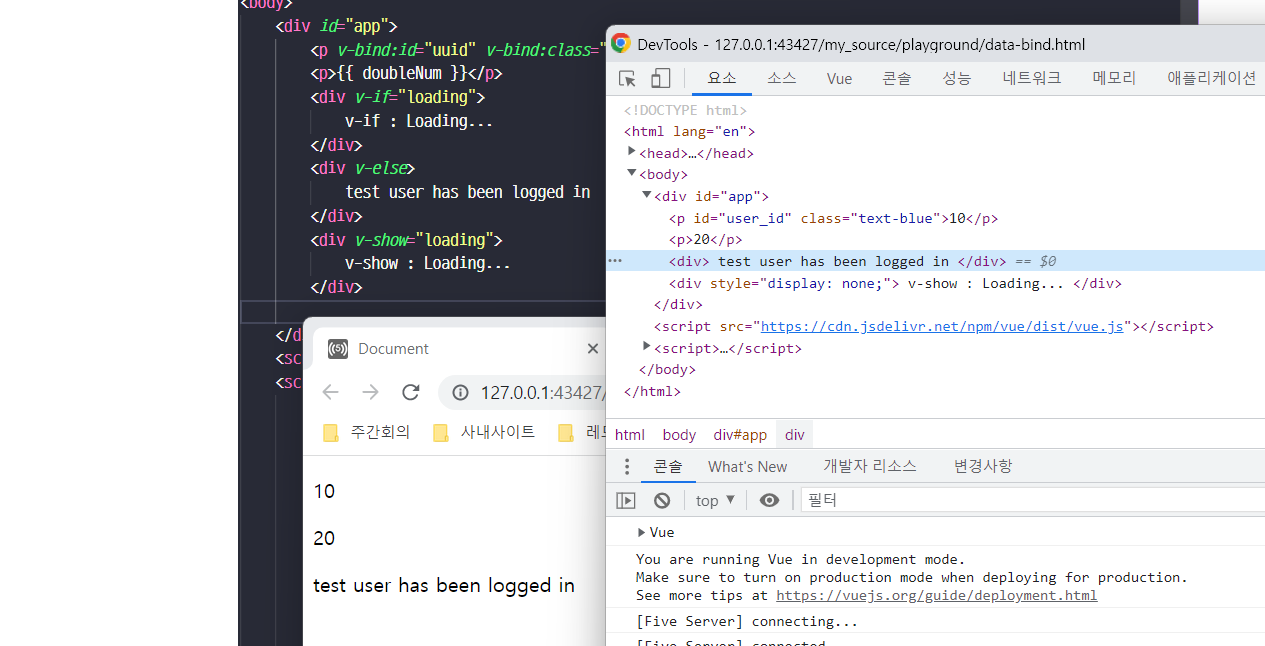 <body>
<div id="app">
<p v-bind:id="uuid" v-bind:class="
<p>{{ doubleNum }}</p>
<div v-if="loading">
v-if : Loading...
</div>
<div v-else>
test user has been logged in
</div>
<div v-show="loading">
v-show : Loading...
</div>
</d
<sc
<sc
Document
127.0.0.1:43427/
주간회의 사내사이트
10
20
test user has been logged in
DevTools - 127.0.0.1:43427/my_source/playground/data-bind.html
요소 소스 Vue 콘솔 성능 네트워크 메모리 애플리케이션
<!DOCTYPE html>
<html lang="en">
<head>…</head>
<body>
<div id="app">
<p id="user_id" class="text-blue">10</p>
<p>20</p>
<div> test user has been logged in </div> == $0
<div style="display: none;"> v-show : Loading... </div>
</div>
<script src="https://cdn.jsdelivr.net/npm/vue/dist/vue.js"></script>
<script>…</script>
</body>
</html>
html body div#app div
콘솔 What's New 개발자 리소스 변경사항
top 필터
Vue
You are running Vue in development mode.
Make sure to turn on production mode when deploying for production.
See more tips at https://vuejs.org/guide/deployment.html
[Five Server] connecting...
[Five Server] connected